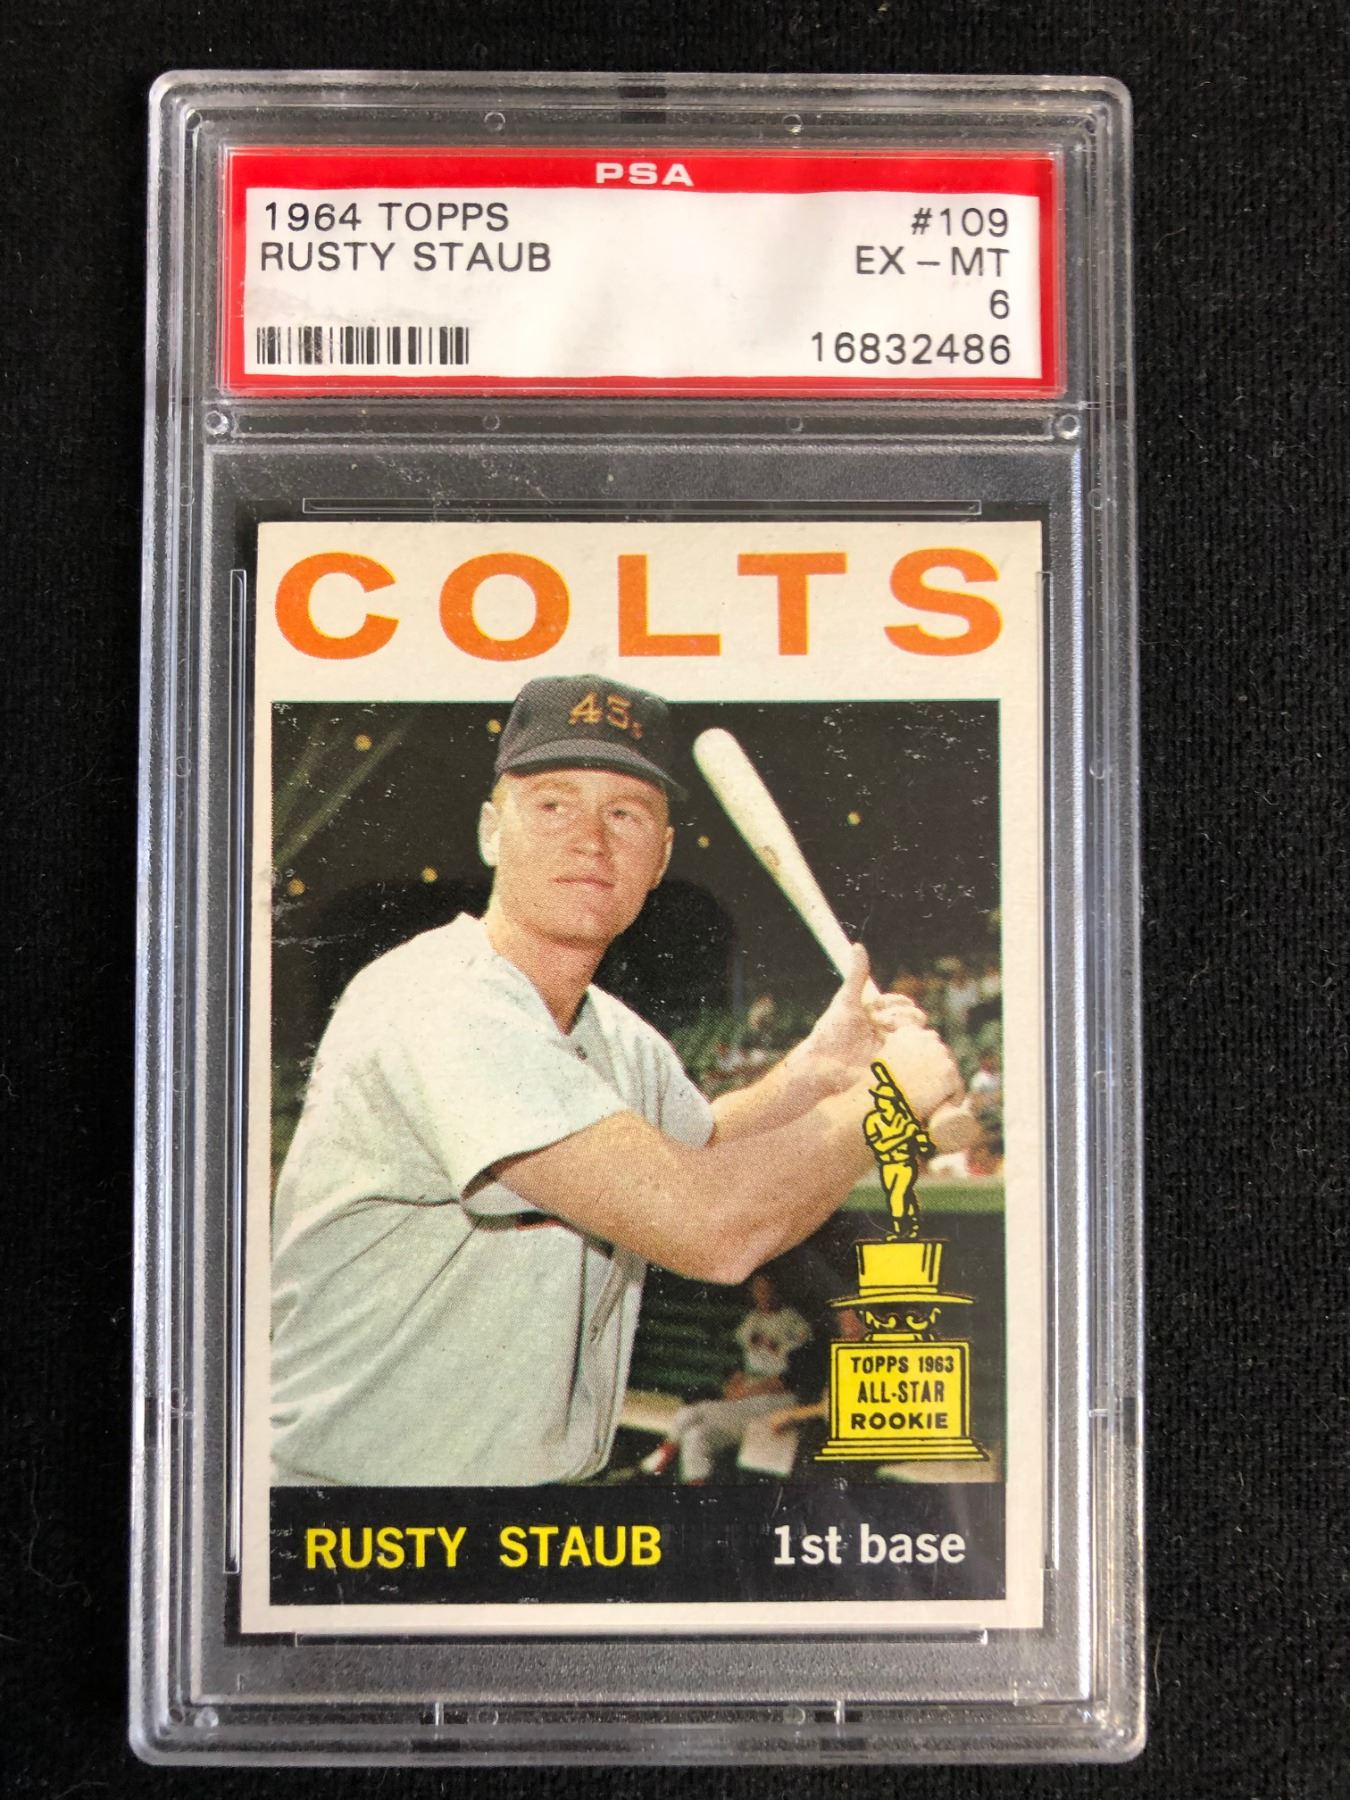 PSA
1964 TOPPS #109
RUSTY STAUB EX - MT
6
16832486
COLTS
45s
TOPPS 1963
ALL-STAR
ROOKIE
RUSTY STAUB 1st base